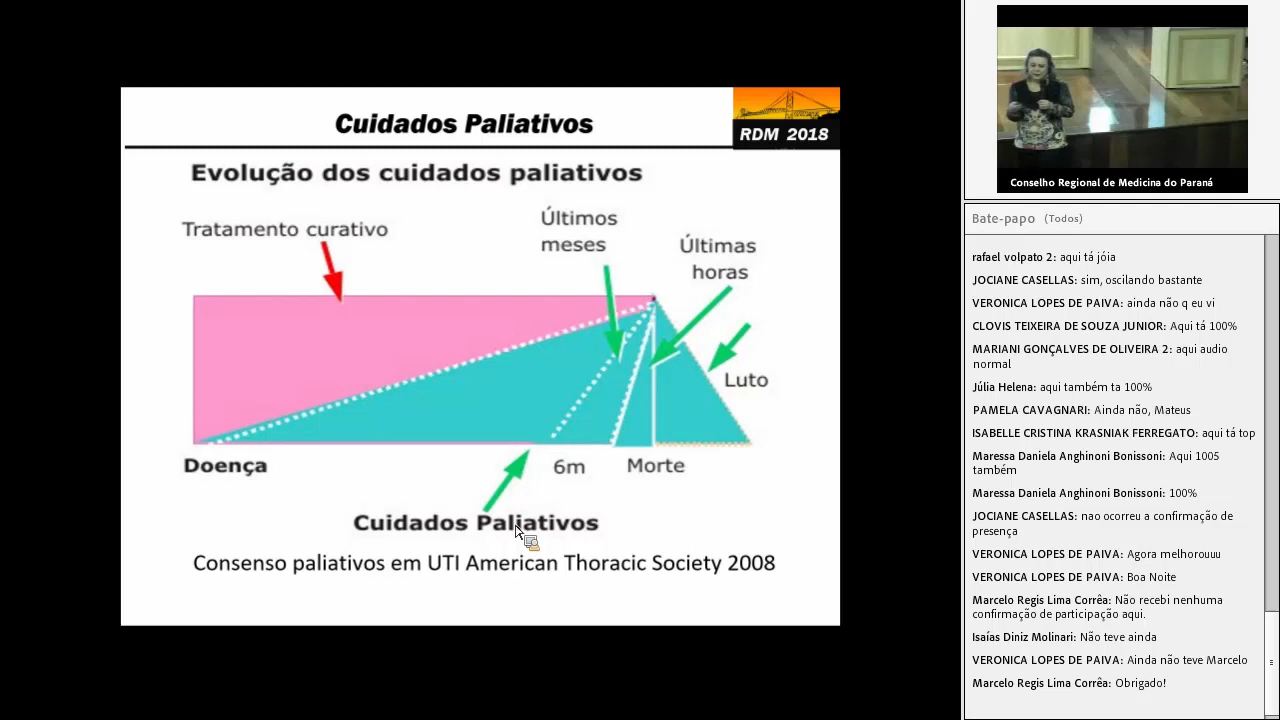 Cuidados Paliativos
RDM 2018
Evolução dos cuidados paliativos
Tratamento curativo
Últimos
meses
Últimas
horas
Luto
Doença
6m
Morte
Cuidados Paliativos
Consenso paliativos em UTI American Thoracic Society 2008
Conselho Regional de Medicina do Paraná
Bate-papo (Todos)
rafael volpato 2: aqui tá jóia
JOCIANE CASELLAS: sim, oscilando bastante
VERONICA LOPES DE PAIVA: ainda não q eu vi
CLOVIS TEIXEIRA DE SOUZA JUNIOR: Aqui tá 100%
MARIANI GONÇALVES DE OLIVEIRA 2: aqui audio
normal
Júlia Helena: aqui também ta 100%
PAMELA CAVAGNARI: Ainda não, Mateus
ISABELLE CRISTINA KRASNIAK FERREGATO: aqui tá top
Maressa Daniela Anghinoni Bonissoni: Aqui 1005
também
Maressa Daniela Anghinoni Bonissoni: 100%
JOCIANE CASELLAS: nao ocorreu a confirmação de
presença
VERONICA LOPES DE PAIVA: Agora melhorouuu
VERONICA LOPES DE PAIVA: Boa Noite
Marcelo Regis Lima Corrêa: Não recebi nenhuma
confirmação de participação aqui.
Isaías Diniz Molinari: Não teve ainda
VERONICA LOPES DE PAIVA: Ainda não teve Marcelo
Marcelo Regis Lima Corrêa: Obrigado!